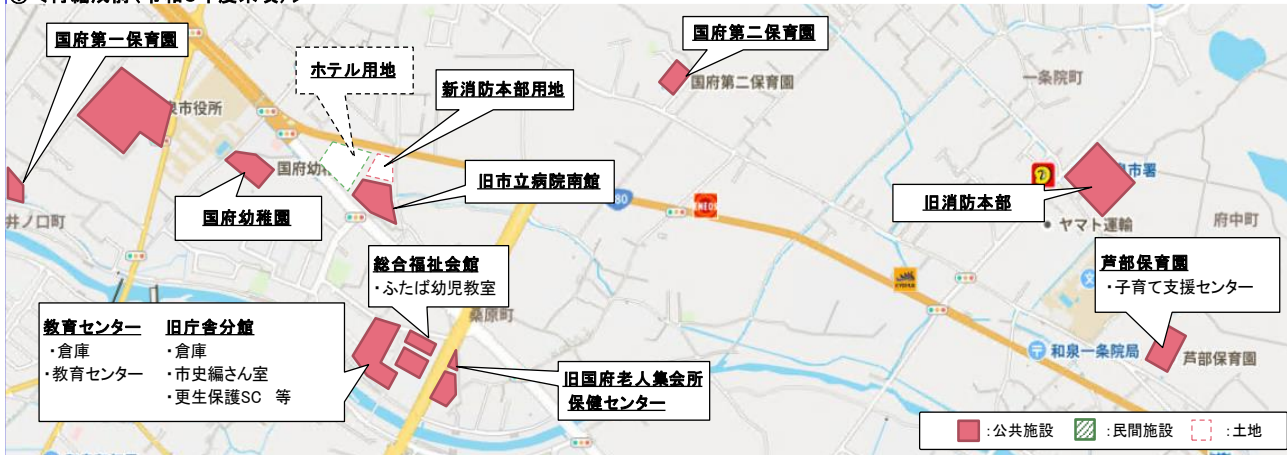 国府第一保育園
ホテル用地
新消防本部用地
国府第二保育園
国府第二保育園
一条院町
市役所
国府幼
国府幼稚園
旧市立病院南館
井ノ口町
80
ENEOS
市署
旧消防本部
ヤマト運輸
府中町
総合福祉会館
・ふたば幼児教室
桑原町
芦部保育園
・子育て支援センター
教育センター 旧庁舎分館
・倉庫 ・倉庫
・教育センター ・市史編さん室
・更生保護SC 等
旧国府老人集会所
保健センター
和泉一条院局
芦部保育園
:公共施設 :民間施設 :土地